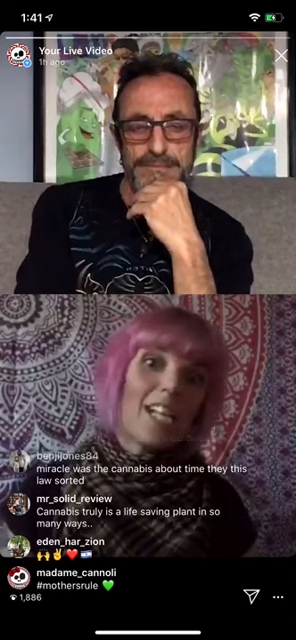 1:41
Your Live Video
1h ago
benjijones84
miracle was the cannabis about time they this
law sorted
mr_solid_review
Cannabis truly is a life saving plant in so
many ways..
eden_har_zion
🙌✌️❤️🇮🇱
madame_cannoli
#mothersrule 💚
1,886